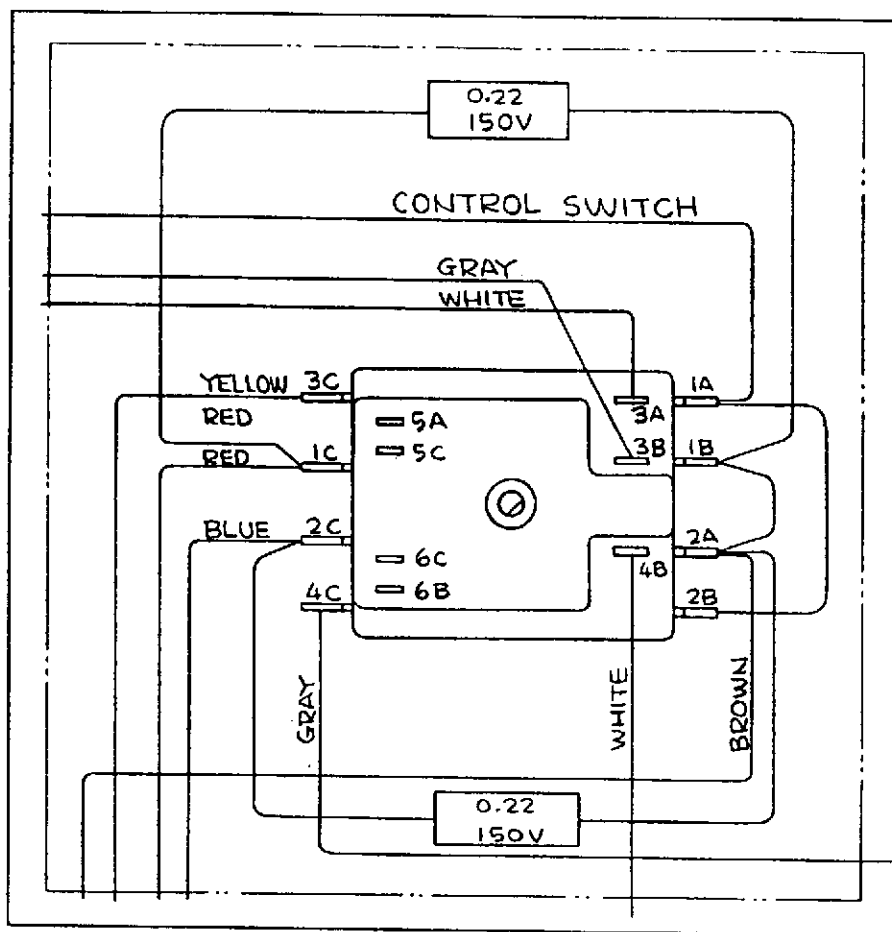 0.22
150V
CONTROL SWITCH
GRAY
WHITE
YELLOW
3C
1A
3A
RED
5A
5C
3B
1B
RED
1C
BLUE
2C
2A
6C
4B
4C
6B
2B
GRAY
WHITE
BROWN
0.22
150V